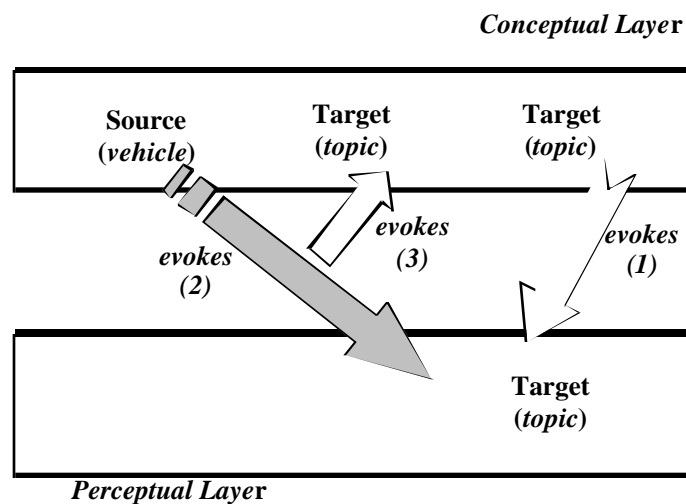 Conceptual Layer
Source
(vehicle)
Target
(topic)
Target
(topic)
evokes
(2)
evokes
(3)
evokes
(1)
Target
(topic)
Perceptual Layer